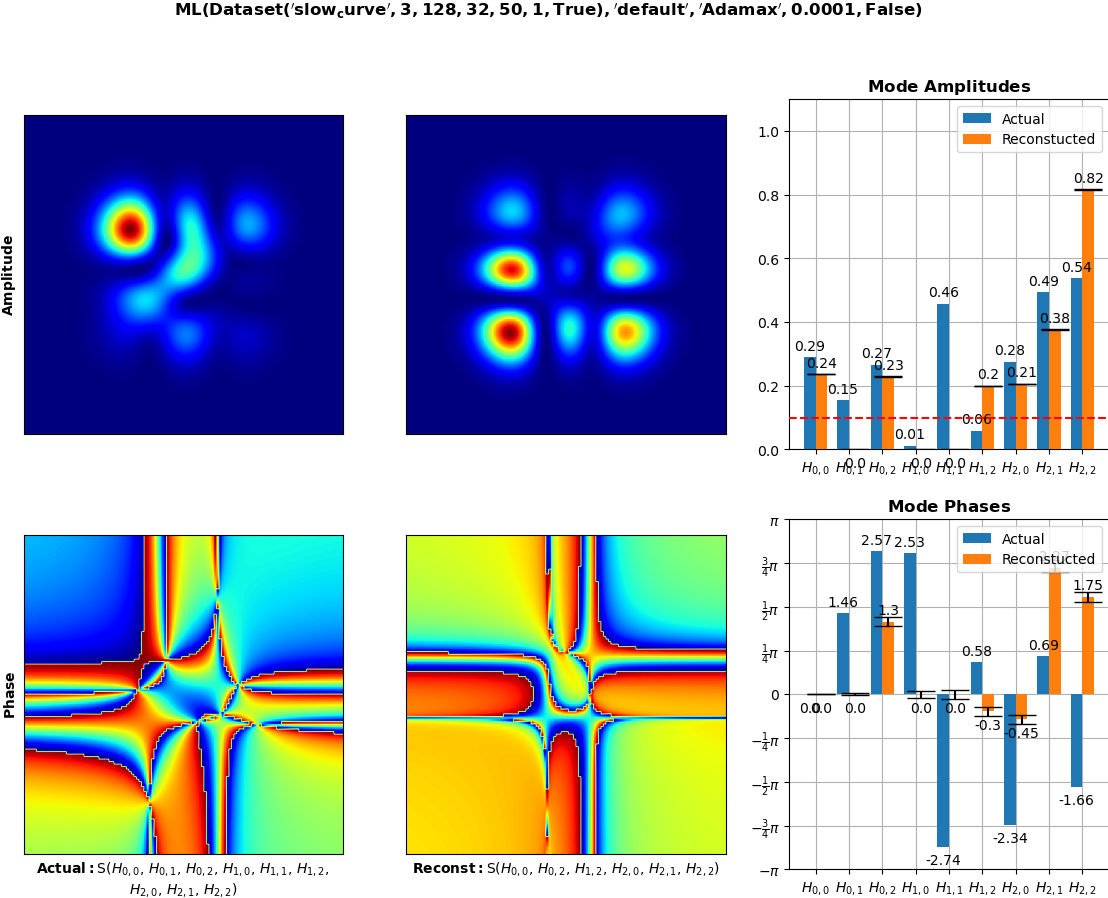 ML(Dataset('slow_curve', 3, 128, 32, 50, 1, True), 'default', 'Adamax', 0.0001, False)
Mode Amplitudes
Actual
Reconstucted
1.0
0.8
0.6
0.4
0.2
0.0
0.29
0.24
0.15
0.0
0.27
0.23
0.01
0.0
0.46
0.0
0.06
0.2
0.28
0.21
0.49
0.38
0.54
0.82
H0,0 H0,1 H0,2 H1,0 H1,1 H1,2 H2,0 H2,1 H2,2
Amplitude
Mode Phases
Actual
Reconstucted
π
3/4π
1/2π
1/4π
0
−1/4π
−1/2π
−3/4π
−π
0.0
0.0
1.46
0.0
2.57
1.3
2.53
0.0
-2.74
0.0
0.58
-0.3
-2.34
-0.45
0.69
-1.66
1.75
H0,0 H0,1 H0,2 H1,0 H1,1 H1,2 H2,0 H2,1 H2,2
Phase
Actual: S(H0,0, H0,1, H0,2, H1,0, H1,1, H1,2,
H2,0, H2,1, H2,2)
Reconst: S(H0,0, H0,2, H1,2, H2,0, H2,1, H2,2)